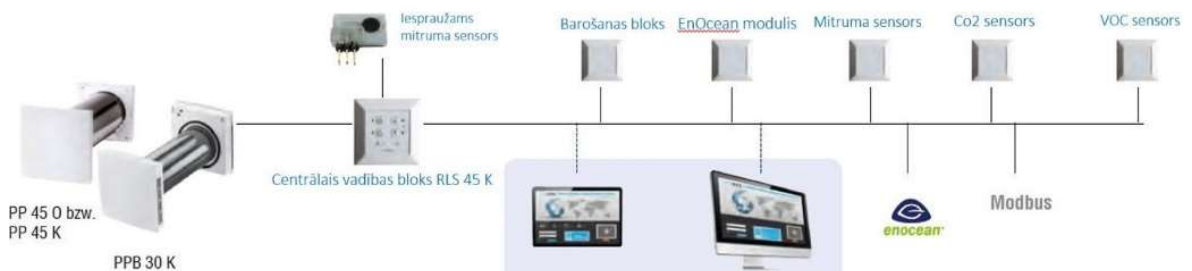 Iespraužams
mitruma sensors
Barošanas bloks
EnOcean modulis
Mitruma sensors
Co2 sensors
VOC sensors
Centrālais vadības bloks RLS 45 K
PP 45 O bzw.
PP 45 K
PPB 30 K
enocean
Modbus